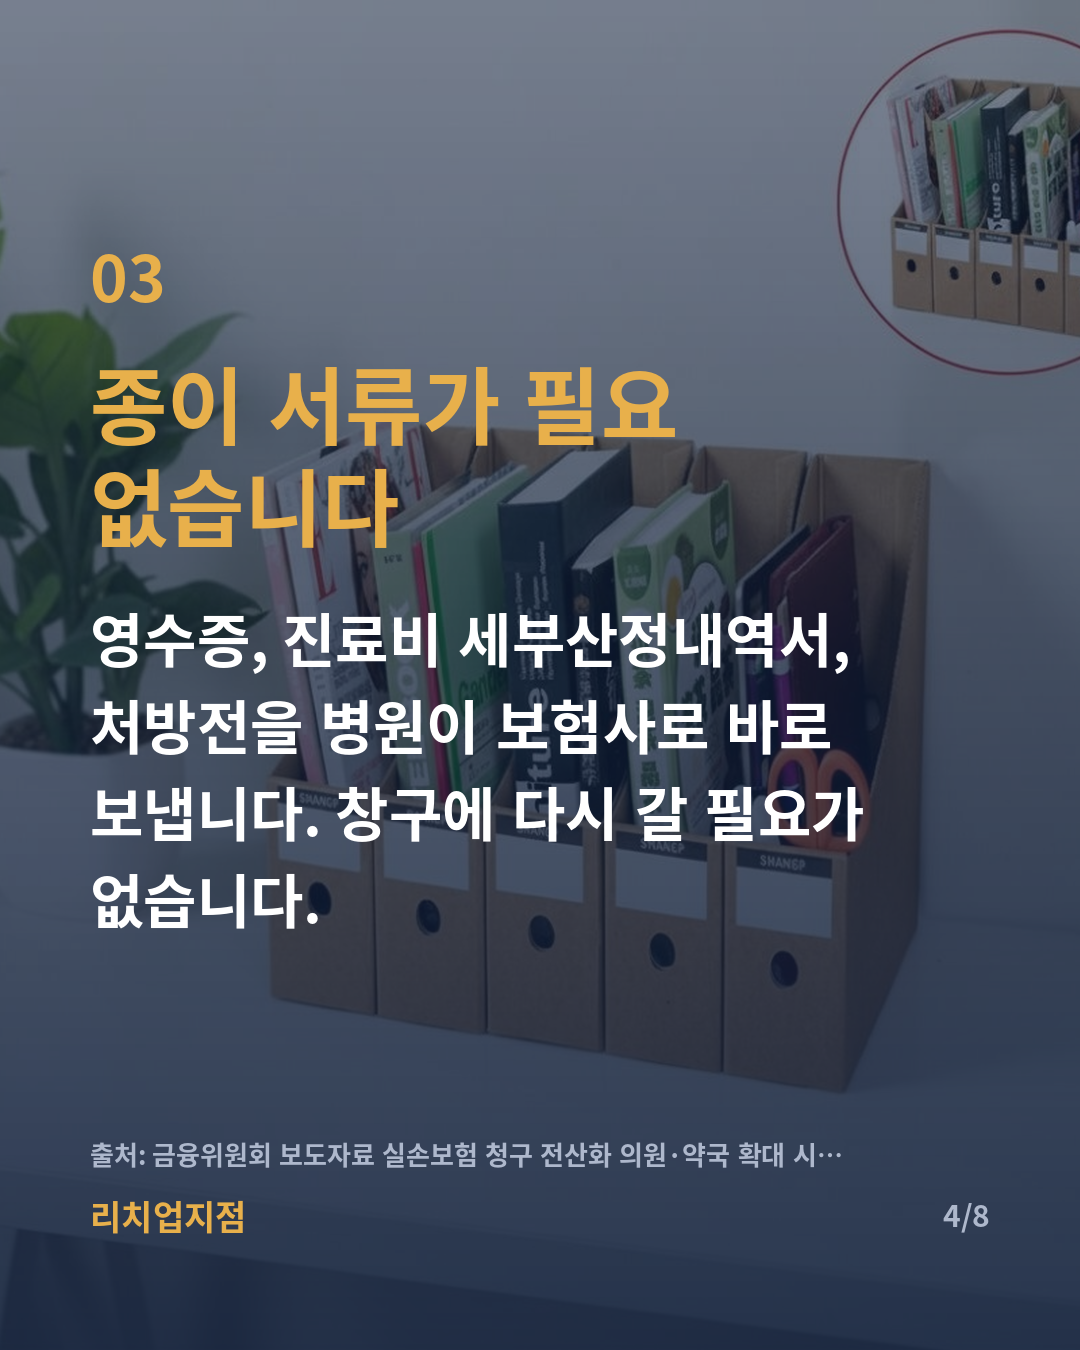 03
종이 서류가 필요
없습니다
영수증, 진료비 세부산정내역서,
처방전을 병원이 보험사로 바로
보냅니다. 창구에 다시 갈 필요가
없습니다.
SHANGP
SHANGP
출처: 금융위원회 보도자료 실손보험 청구 전산화 의원·약국 확대 시…
리치업지점
4/8